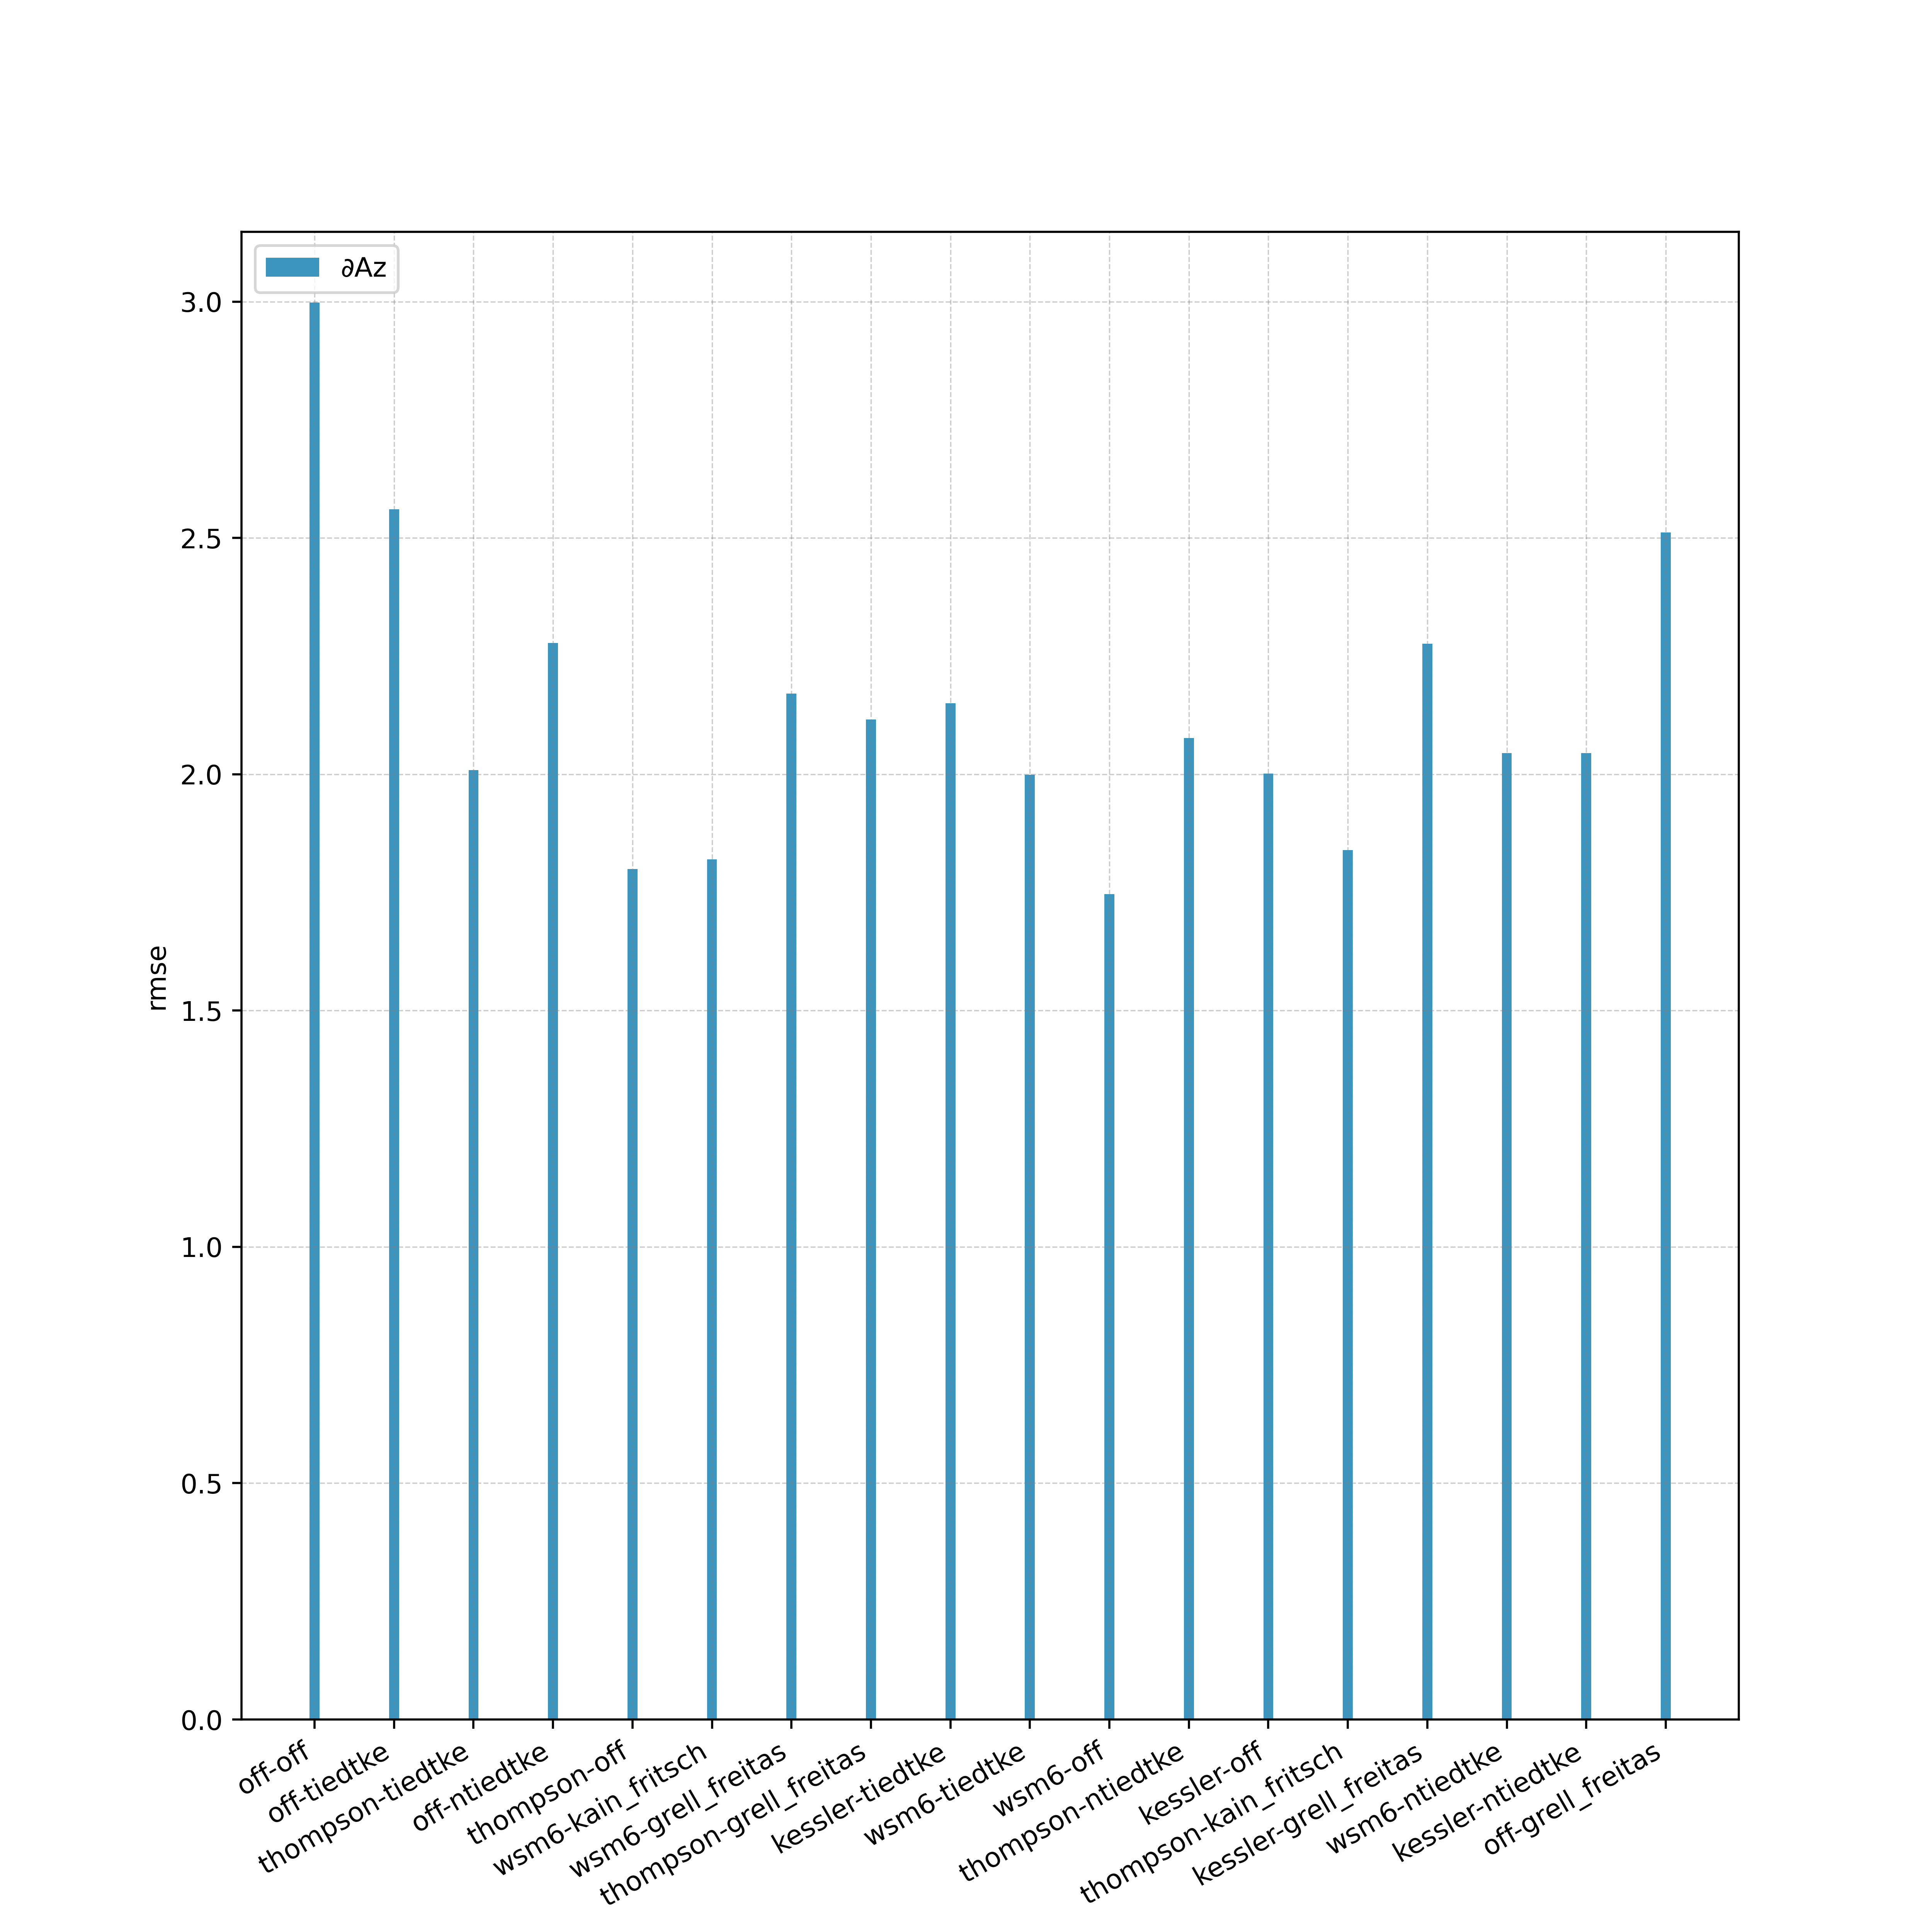 ∂Az
3.0
2.5
2.0
1.5
1.0
0.5
0.0
rmse
off-off
off-tiedtke
thompson-tiedtke
off-ntiedtke
thompson-off
wsm6-kain_fritsch
wsm6-grell_freitas
thompson-grell_freitas
kessler-tiedtke
wsm6-tiedtke
wsm6-off
thompson-ntiedtke
kessler-off
thompson-kain_fritsch
kessler-grell_freitas
wsm6-ntiedtke
kessler-ntiedtke
off-grell_freitas